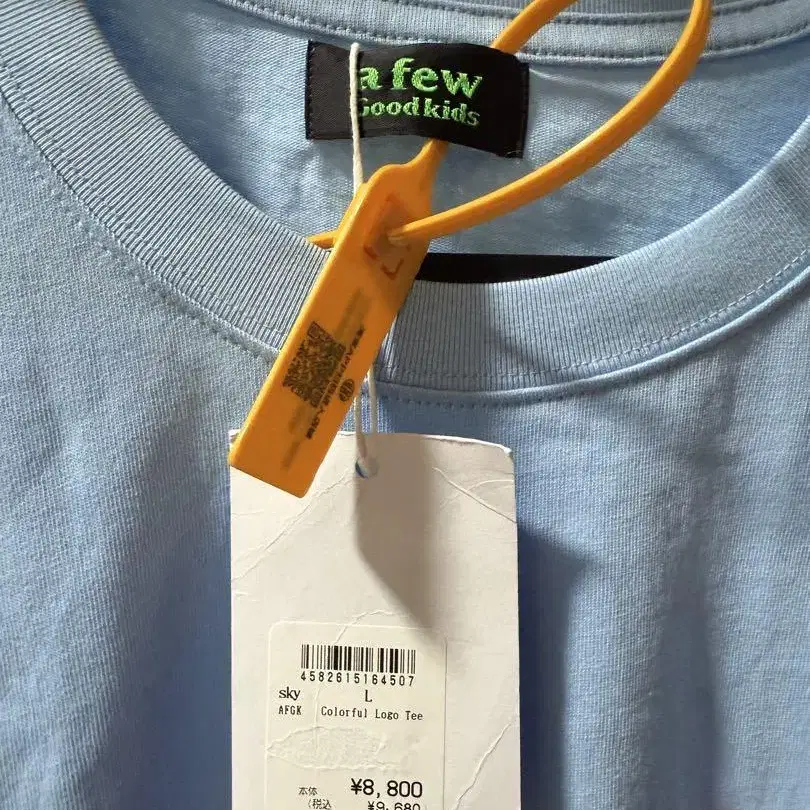 a few
Good kids
4582615164507
sky
L
AFGK
Colorful Logo Tee
本体
¥8,800
(税込
¥9,680